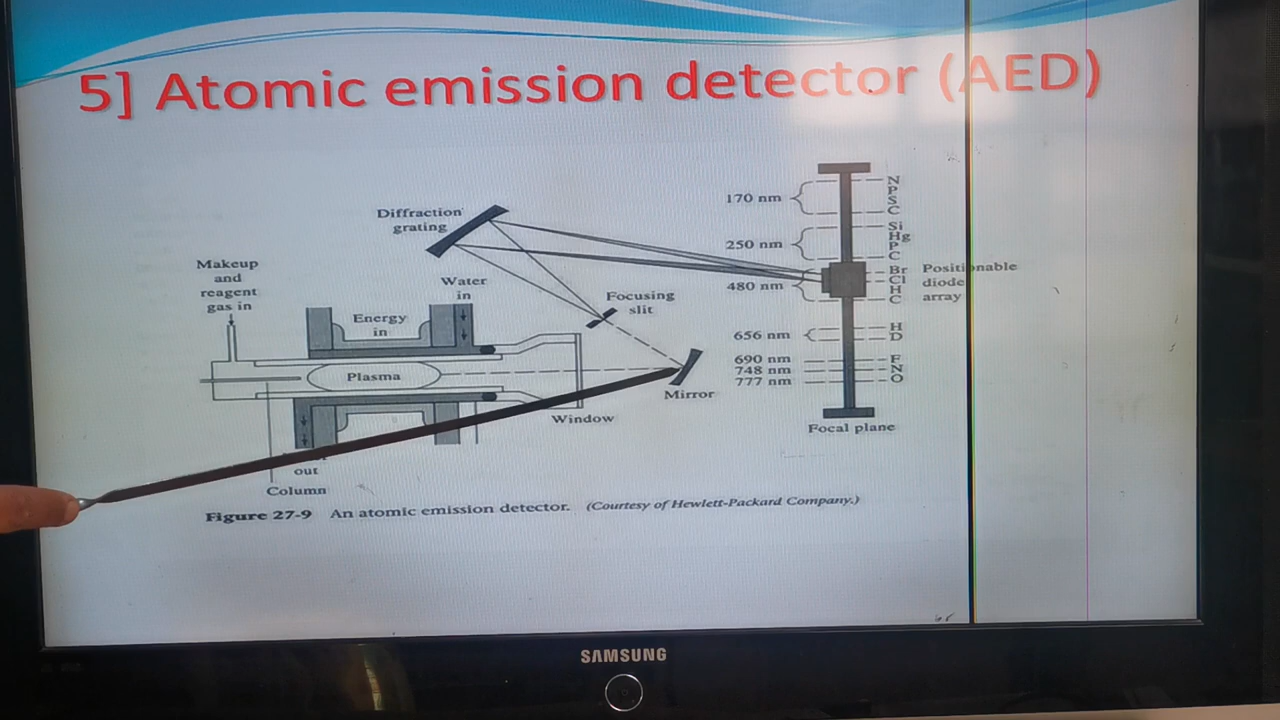 5] Atomic emission detector (AED)
Diffraction
grating
Makeup
and
reagent
gas in
Water
in
Energy
in
Focusing
slit
Plasma
Mirror
Window
out
Column
170 nm
N
P
S
C
250 nm
Si
Hg
P
C
480 nm
Br
Cl
H
C
Positionable
diode
array
656 nm
H
D
690 nm
F
748 nm
N
777 nm
O
Focal plane
Figure 27-9 An atomic emission detector. (Courtesy of Hewlett-Packard Company.)
SAMSUNG